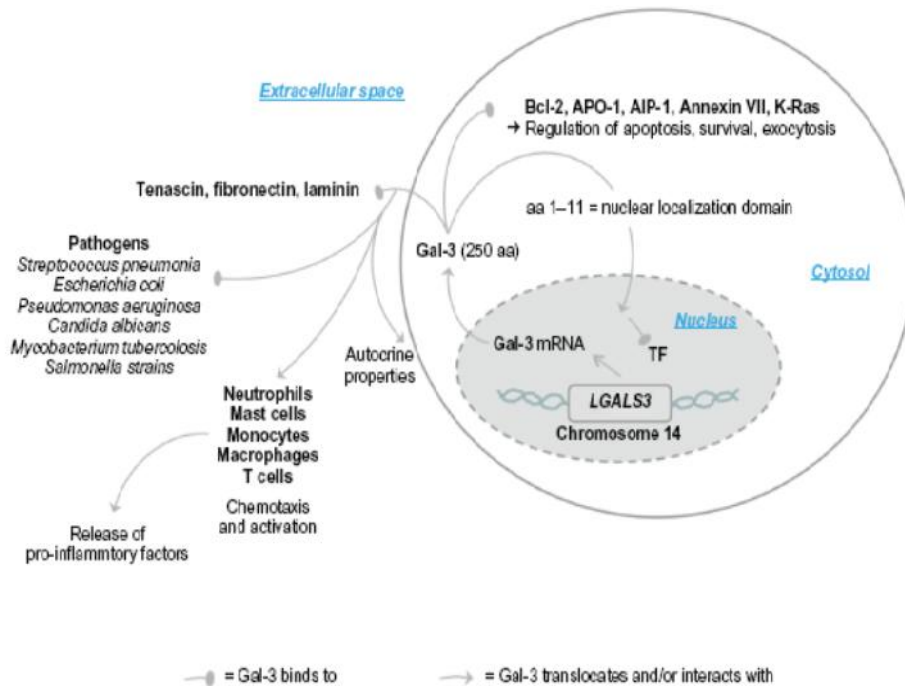 Extracellular space
Bcl-2, APO-1, AIP-1, Annexin VII, K-Ras
→ Regulation of apoptosis, survival, exocytosis
Tenascin, fibronectin, laminin
aa 1–11 = nuclear localization domain
Gal-3 (250 aa)
Cytosol
Pathogens
Streptococcus pneumonia
Escherichia coli
Pseudomonas aeruginosa
Candida albicans
Mycobacterium tubercolosis
Salmonella strains
Nucleus
Gal-3 mRNA
TF
Autocrine
properties
LGALS3
Chromosome 14
Neutrophils
Mast cells
Monocytes
Macrophages
T cells
Chemotaxis
and activation
Release of
pro-inflammtory factors
= Gal-3 binds to
= Gal-3 translocates and/or interacts with